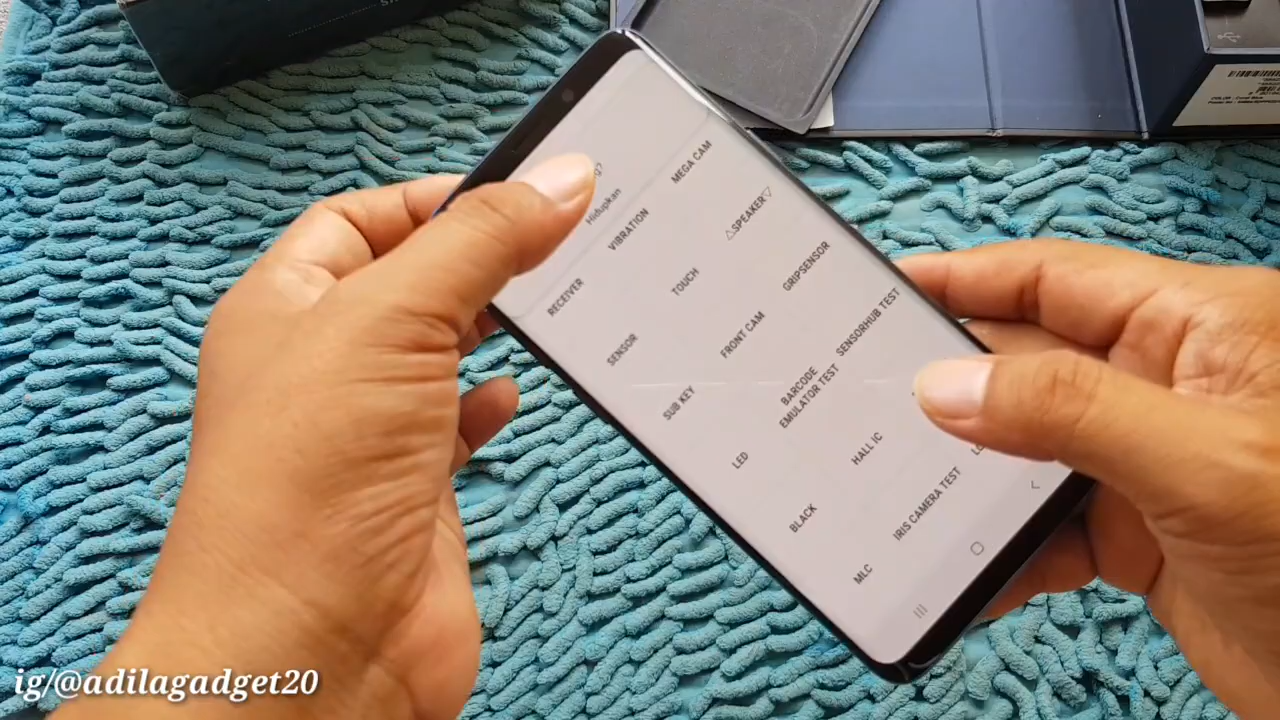 Hidupkan
MEGA CAM
RECEIVER
VIBRATION
△SPEAKER▽
SENSOR
TOUCH
GRIPSENSOR
SUB KEY
FRONT CAM
SENSORHUB TEST
LED
BARCODE
EMULATOR TEST
BLACK
HALL IC
MLC
IRIS CAMERA TEST
ig/@adilagadget20